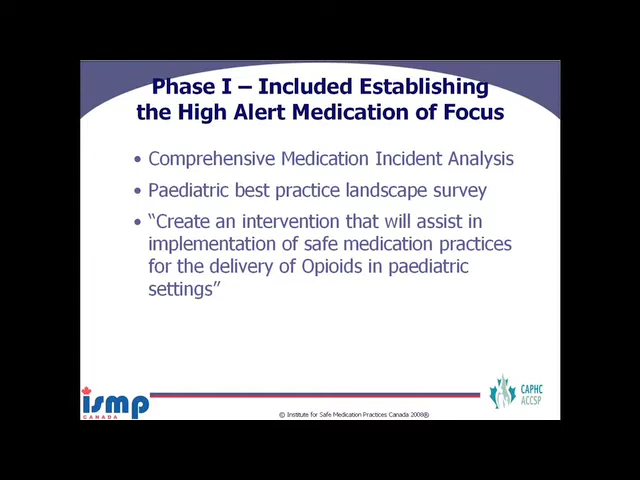 Phase I – Included Establishing
the High Alert Medication of Focus
• Comprehensive Medication Incident Analysis
• Paediatric best practice landscape survey
• “Create an intervention that will assist in
implementation of safe medication practices
for the delivery of Opioids in paediatric
settings”
ismp
CANADA
CAPHC
ACCSP
© Institute for Safe Medication Practices Canada 2008®